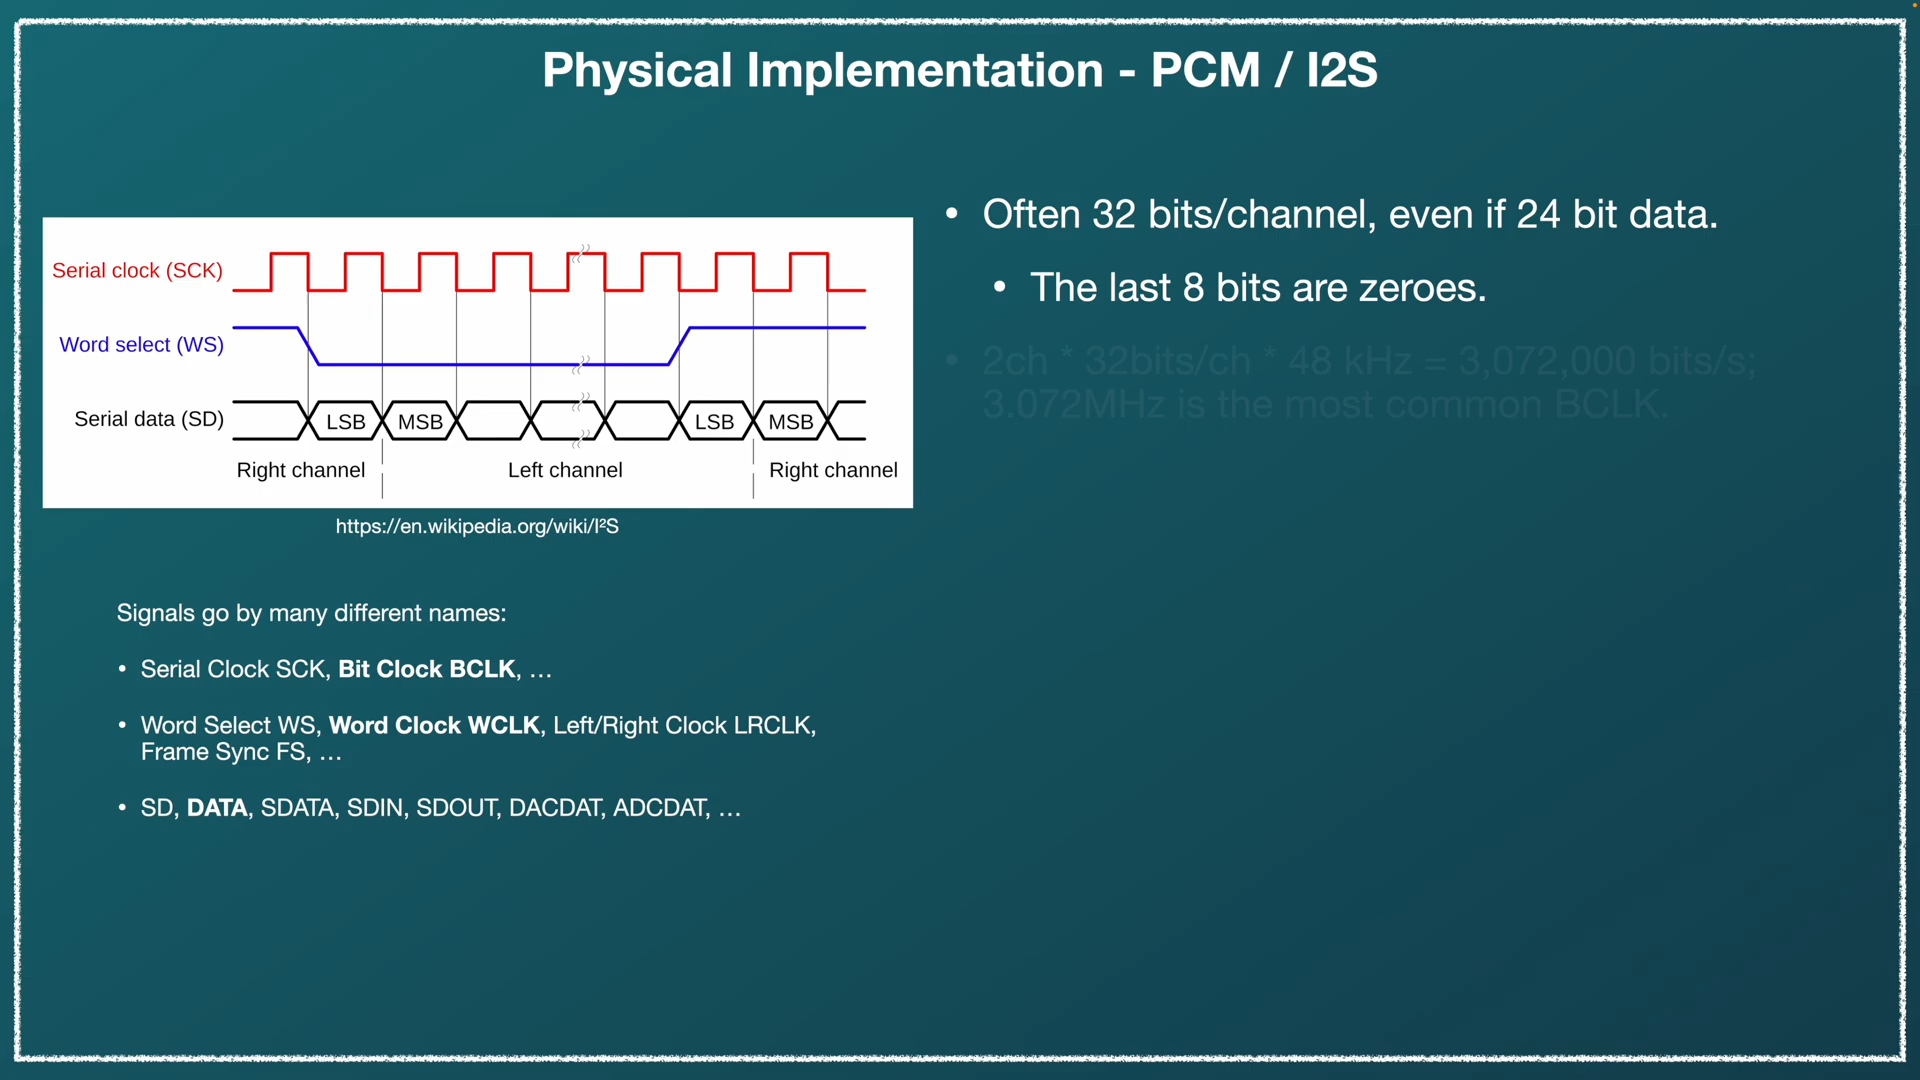 Physical Implementation - PCM / I2S
Serial clock (SCK)
Word select (WS)
Serial data (SD)
LSB
MSB
LSB
MSB
Right channel
Left channel
Right channel
https://en.wikipedia.org/wiki/I²S
Signals go by many different names:
• Serial Clock SCK, Bit Clock BCLK, …
• Word Select WS, Word Clock WCLK, Left/Right Clock LRCLK,
Frame Sync FS, …
• SD, DATA, SDATA, SDIN, SDOUT, DACDAT, ADCDAT, …
• Often 32 bits/channel, even if 24 bit data.
• The last 8 bits are zeroes.
• 2ch * 32bits/ch * 48 kHz = 3,072,000 bits/s;
3.072MHz is the most common BCLK.